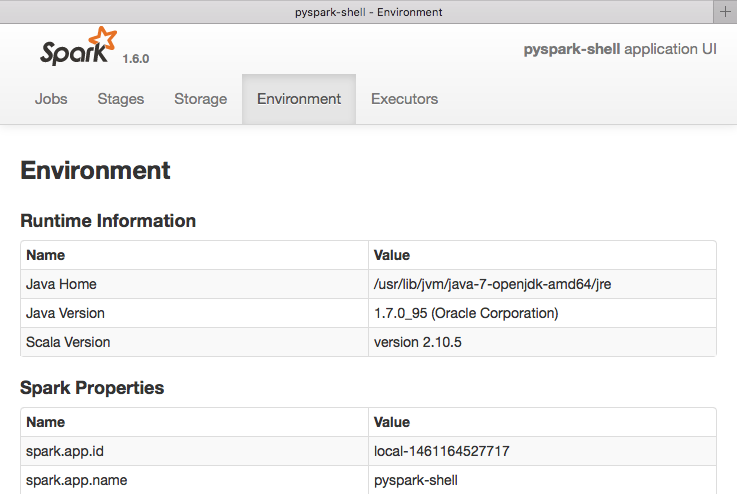 pyspark-shell - Environment
+
Spark 1.6.0
pyspark-shell application UI
Jobs Stages Storage Environment Executors
Environment
Runtime Information
Name Value
Java Home /usr/lib/jvm/java-7-openjdk-amd64/jre
Java Version 1.7.0_95 (Oracle Corporation)
Scala Version version 2.10.5
Spark Properties
Name Value
spark.app.id local-1461164527717
spark.app.name pyspark-shell